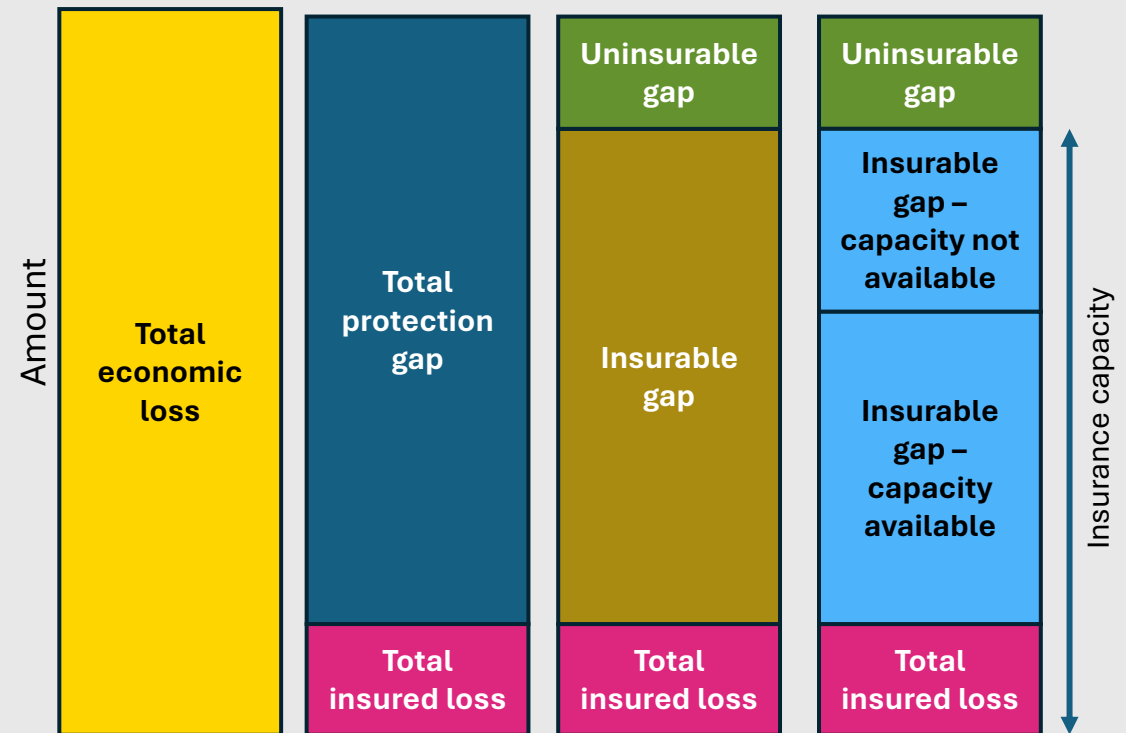 Amount
Total
economic
loss
Total
protection
gap
Total
insured loss
Uninsurable
gap
Insurable
gap
Total
insured loss
Uninsurable
gap
Insurable
gap –
capacity not
available
Insurable
gap –
capacity
available
Total
insured loss
Insurance capacity